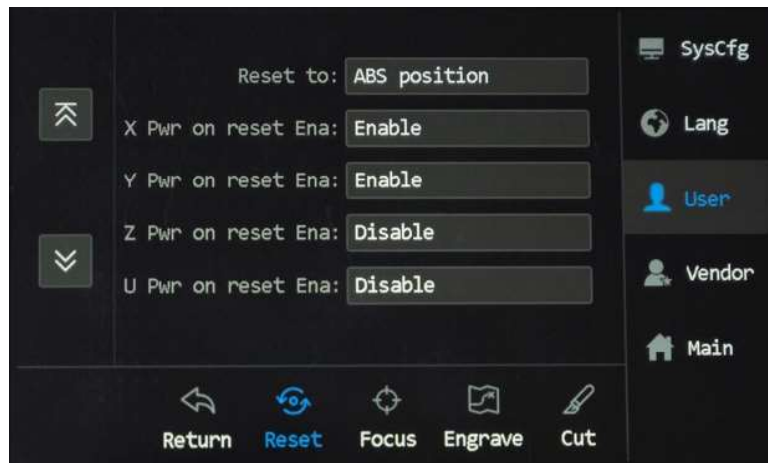 Reset to: ABS position
X Pwr on reset Ena: Enable
Y Pwr on reset Ena: Enable
Z Pwr on reset Ena: Disable
U Pwr on reset Ena: Disable
SysCfg
Lang
User
Vendor
Main
Return Reset Focus Engrave Cut